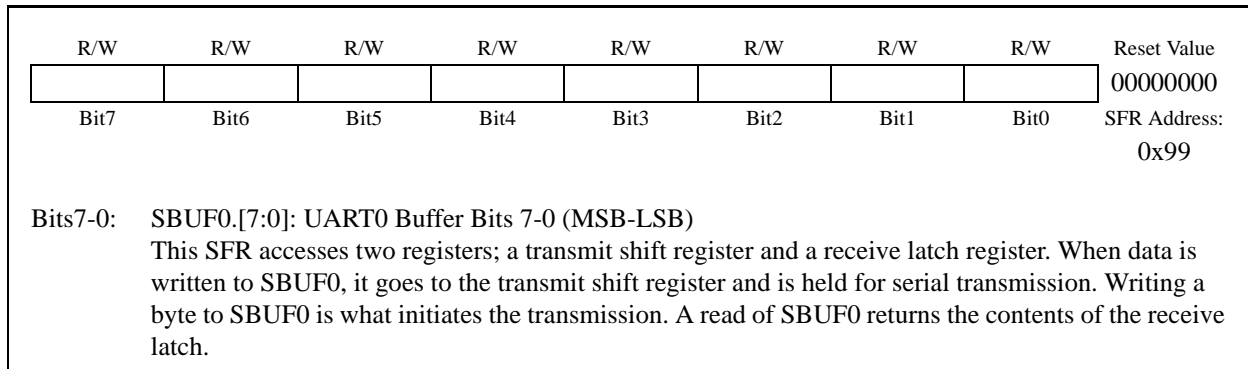 R/W R/W R/W R/W R/W R/W R/W R/W Reset Value
00000000
Bit7 Bit6 Bit5 Bit4 Bit3 Bit2 Bit1 Bit0 SFR Address:
0x99
Bits7-0: SBUF0.[7:0]: UART0 Buffer Bits 7-0 (MSB-LSB)
This SFR accesses two registers; a transmit shift register and a receive latch register. When data is
written to SBUF0, it goes to the transmit shift register and is held for serial transmission. Writing a
byte to SBUF0 is what initiates the transmission. A read of SBUF0 returns the contents of the receive
latch.